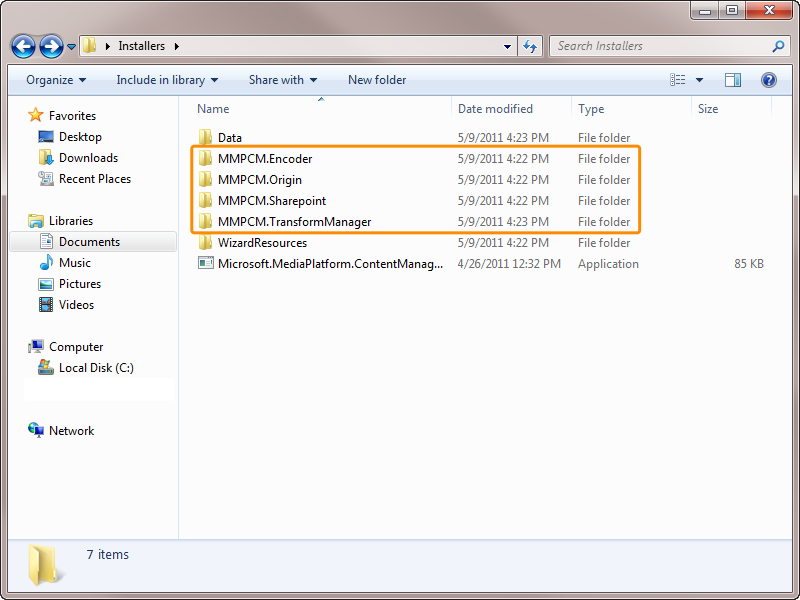 Installers
Search Installers
Organize Include in library Share with New folder
Name Date modified Type Size
Favorites
Desktop
Downloads
Recent Places
Libraries
Documents
Music
Pictures
Videos
Computer
Local Disk (C:)
Network
Data 5/9/2011 4:23 PM File folder
MMPCM.Encoder 5/9/2011 4:22 PM File folder
MMPCM.Origin 5/9/2011 4:22 PM File folder
MMPCM.Sharepoint 5/9/2011 4:22 PM File folder
MMPCM.TransformManager 5/9/2011 4:23 PM File folder
WizardResources 5/9/2011 4:22 PM File folder
Microsoft.MediaPlatform.ContentManag... 4/26/2011 12:32 PM Application 85 KB
7 items